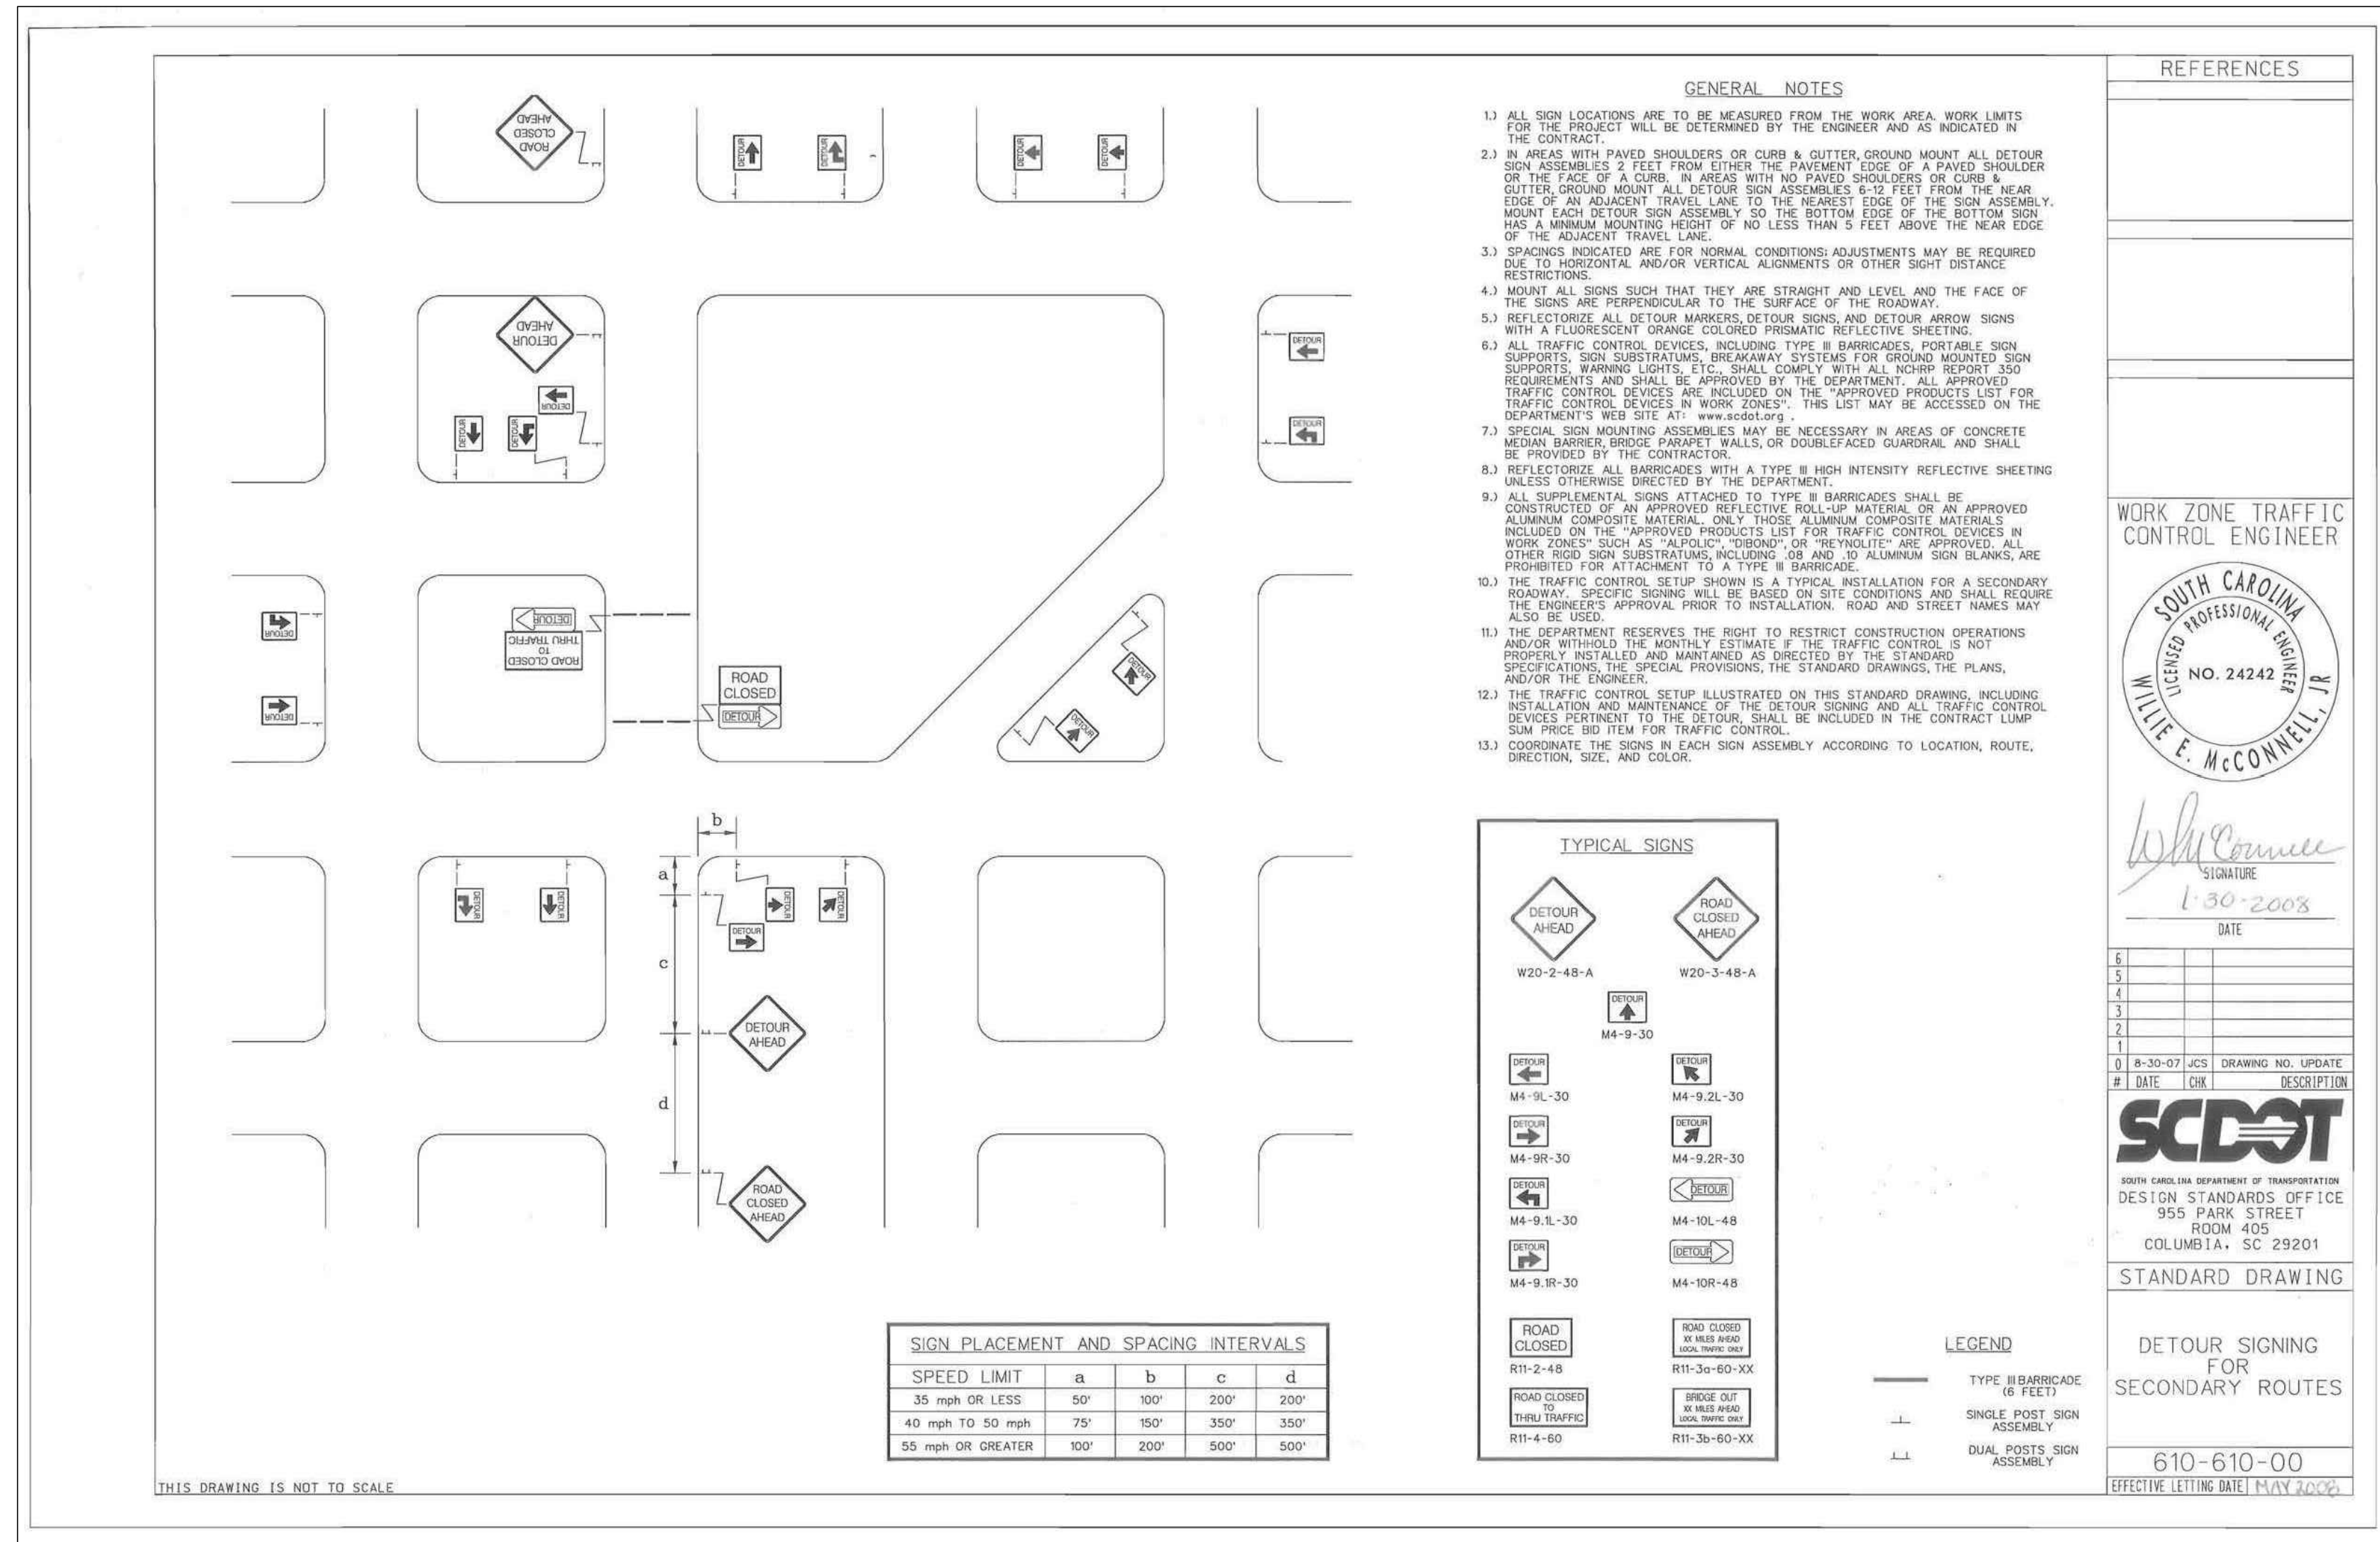 ROAD
CLOSED
AHEAD
DETOUR
DETOUR
DETOUR
DETOUR
DETOUR
AHEAD
DETOUR
DETOUR
DETOUR
DETOUR
DETOUR
DETOUR
DETOUR
ROAD CLOSED
TO
THRU TRAFFIC
DETOUR
DETOUR
ROAD
CLOSED
DETOUR
DETOUR
DETOUR
b
a
c
d
DETOUR
DETOUR
DETOUR
DETOUR
DETOUR
DETOUR
AHEAD
ROAD
CLOSED
AHEAD
SIGN PLACEMENT AND SPACING INTERVALS
SPEED LIMIT a b c d
35 mph OR LESS 50' 100' 200' 200'
40 mph TO 50 mph 75' 150' 350' 350'
55 mph OR GREATER 100' 200' 500' 500'
THIS DRAWING IS NOT TO SCALE
GENERAL NOTES
1.) ALL SIGN LOCATIONS ARE TO BE MEASURED FROM THE WORK AREA. WORK LIMITS
FOR THE PROJECT WILL BE DETERMINED BY THE ENGINEER AND AS INDICATED IN
THE CONTRACT.
2.) IN AREAS WITH PAVED SHOULDERS OR CURB & GUTTER, GROUND MOUNT ALL DETOUR
SIGN ASSEMBLIES 2 FEET FROM EITHER THE PAVEMENT EDGE OF A PAVED SHOULDER
OR THE FACE OF A CURB. IN AREAS WITH NO PAVED SHOULDERS OR CURB &
GUTTER, GROUND MOUNT ALL DETOUR SIGN ASSEMBLIES 6-12 FEET FROM THE NEAR
EDGE OF AN ADJACENT TRAVEL LANE TO THE NEAREST EDGE OF THE SIGN ASSEMBLY.
MOUNT EACH DETOUR SIGN ASSEMBLY SO THE BOTTOM EDGE OF THE BOTTOM SIGN
HAS A MINIMUM MOUNTING HEIGHT OF NO LESS THAN 5 FEET ABOVE THE NEAR EDGE
OF THE ADJACENT TRAVEL LANE.
3.) SPACINGS INDICATED ARE FOR NORMAL CONDITIONS; ADJUSTMENTS MAY BE REQUIRED
DUE TO HORIZONTAL AND/OR VERTICAL ALIGNMENTS OR OTHER SIGHT DISTANCE
RESTRICTIONS.
4.) MOUNT ALL SIGNS SUCH THAT THEY ARE STRAIGHT AND LEVEL AND THE FACE OF
THE SIGNS ARE PERPENDICULAR TO THE SURFACE OF THE ROADWAY.
5.) REFLECTORIZE ALL DETOUR MARKERS, DETOUR SIGNS, AND DETOUR ARROW SIGNS
WITH A FLUORESCENT ORANGE COLORED PRISMATIC REFLECTIVE SHEETING.
6.) ALL TRAFFIC CONTROL DEVICES, INCLUDING TYPE III BARRICADES, PORTABLE SIGN
SUPPORTS, SIGN SUBSTRATUMS, BREAKAWAY SYSTEMS FOR GROUND MOUNTED SIGN
SUPPORTS, WARNING LIGHTS, ETC., SHALL COMPLY WITH ALL NCHRP REPORT 350
REQUIREMENTS AND SHALL BE APPROVED BY THE DEPARTMENT. ALL APPROVED
TRAFFIC CONTROL DEVICES ARE INCLUDED ON THE "APPROVED PRODUCTS LIST FOR
TRAFFIC CONTROL DEVICES IN WORK ZONES". THIS LIST MAY BE ACCESSED ON THE
DEPARTMENT'S WEB SITE AT: www.scdot.org .
7.) SPECIAL SIGN MOUNTING ASSEMBLIES MAY BE NECESSARY IN AREAS OF CONCRETE
MEDIAN BARRIER, BRIDGE PARAPET WALLS, OR DOUBLEFACED GUARDRAIL AND SHALL
BE PROVIDED BY THE CONTRACTOR.
8.) REFLECTORIZE ALL BARRICADES WITH A TYPE III HIGH INTENSITY REFLECTIVE SHEETING
UNLESS OTHERWISE DIRECTED BY THE DEPARTMENT.
9.) ALL SUPPLEMENTAL SIGNS ATTACHED TO TYPE III BARRICADES SHALL BE
CONSTRUCTED OF AN APPROVED REFLECTIVE ROLL-UP MATERIAL OR AN APPROVED
ALUMINUM COMPOSITE MATERIAL. ONLY THOSE ALUMINUM COMPOSITE MATERIALS
INCLUDED ON THE "APPROVED PRODUCTS LIST FOR TRAFFIC CONTROL DEVICES IN
WORK ZONES" SUCH AS "ALPOLIC", "DIBOND", OR "REYNOLITE" ARE APPROVED. ALL
OTHER RIGID SIGN SUBSTRATUMS, INCLUDING .08 AND .10 ALUMINUM SIGN BLANKS, ARE
PROHIBITED FOR ATTACHMENT TO A TYPE III BARRICADE.
10.) THE TRAFFIC CONTROL SETUP SHOWN IS A TYPICAL INSTALLATION FOR A SECONDARY
ROADWAY. SPECIFIC SIGNING WILL BE BASED ON SITE CONDITIONS AND SHALL REQUIRE
THE ENGINEER'S APPROVAL PRIOR TO INSTALLATION. ROAD AND STREET NAMES MAY
ALSO BE USED.
11.) THE DEPARTMENT RESERVES THE RIGHT TO RESTRICT CONSTRUCTION OPERATIONS
AND/OR WITHHOLD THE MONTHLY ESTIMATE IF THE TRAFFIC CONTROL IS NOT
PROPERLY INSTALLED AND MAINTAINED AS DIRECTED BY THE STANDARD
SPECIFICATIONS, THE SPECIAL PROVISIONS, THE STANDARD DRAWINGS, THE PLANS,
AND/OR THE ENGINEER.
12.) THE TRAFFIC CONTROL SETUP ILLUSTRATED ON THIS STANDARD DRAWING, INCLUDING
INSTALLATION AND MAINTENANCE OF THE DETOUR SIGNING AND ALL TRAFFIC CONTROL
DEVICES PERTINENT TO THE DETOUR, SHALL BE INCLUDED IN THE CONTRACT LUMP
SUM PRICE BID ITEM FOR TRAFFIC CONTROL.
13.) COORDINATE THE SIGNS IN EACH SIGN ASSEMBLY ACCORDING TO LOCATION, ROUTE,
DIRECTION, SIZE, AND COLOR.
TYPICAL SIGNS
DETOUR
AHEAD
W20-2-48-A
ROAD
CLOSED
AHEAD
W20-3-48-A
DETOUR
M4-9-30
DETOUR
M4-9L-30
DETOUR
M4-9.2L-30
DETOUR
M4-9R-30
DETOUR
M4-9.2R-30
DETOUR
M4-9.1L-30
DETOUR
M4-10L-48
DETOUR
M4-9.1R-30
DETOUR
M4-10R-48
ROAD
CLOSED
R11-2-48
ROAD CLOSED
XX MILES AHEAD
LOCAL TRAFFIC ONLY
R11-3a-60-XX
ROAD CLOSED
TO
THRU TRAFFIC
R11-4-60
BRIDGE OUT
XX MILES AHEAD
LOCAL TRAFFIC ONLY
R11-3b-60-XX
LEGEND
TYPE III BARRICADE
(6 FEET)
SINGLE POST SIGN
ASSEMBLY
DUAL POSTS SIGN
ASSEMBLY
REFERENCES
WORK ZONE TRAFFIC
CONTROL ENGINEER
SOUTH CAROLINA
LICENSED PROFESSIONAL ENGINEER
NO. 24242
WILLIE E. McCONNELL, JR
WMcConnell
SIGNATURE
1-30-2008
DATE
6
5
4
3
2
1
0 8-30-07 JCS DRAWING NO. UPDATE
# DATE CHK DESCRIPTION
SCDOT
SOUTH CAROLINA DEPARTMENT OF TRANSPORTATION
DESIGN STANDARDS OFFICE
955 PARK STREET
ROOM 405
COLUMBIA, SC 29201
STANDARD DRAWING
DETOUR SIGNING
FOR
SECONDARY ROUTES
610-610-00
EFFECTIVE LETTING DATE MAY 2008